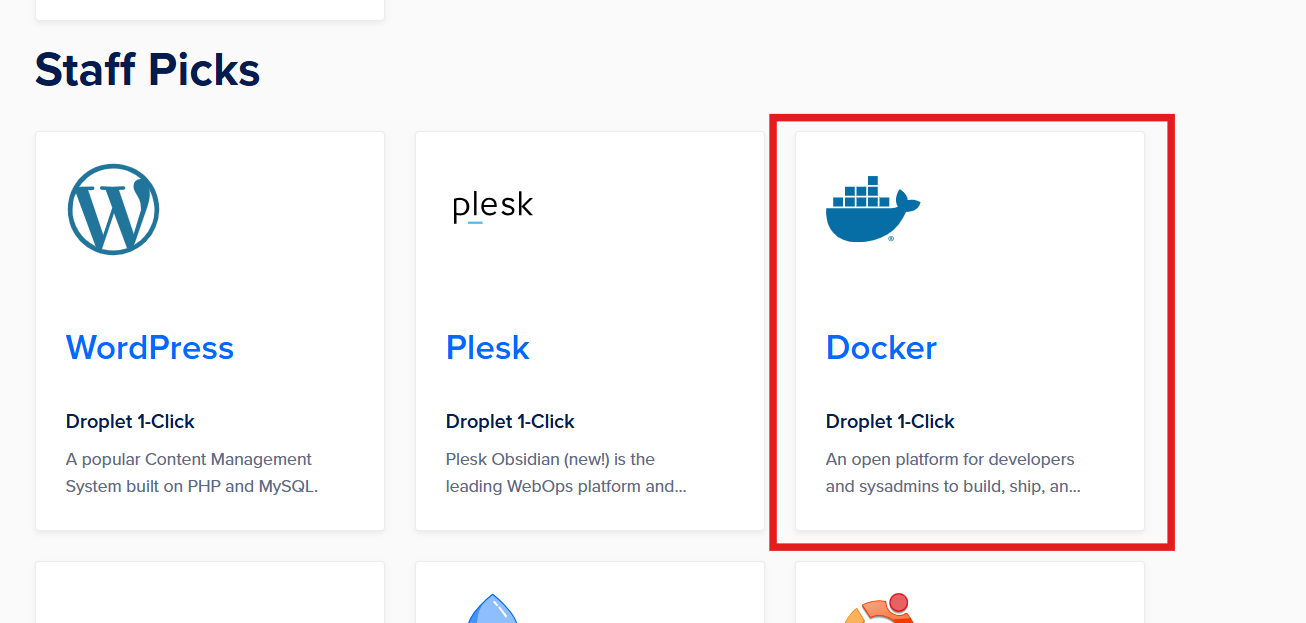 Staff Picks
plesk
®
WordPress
Plesk
Docker
Droplet 1-Click
Droplet 1-Click
Droplet 1-Click
A popular Content Management
System built on PHP and MySQL.
Plesk Obsidian (new!) is the
leading WebOps platform and...
An open platform for developers
and sysadmins to build, ship, an...